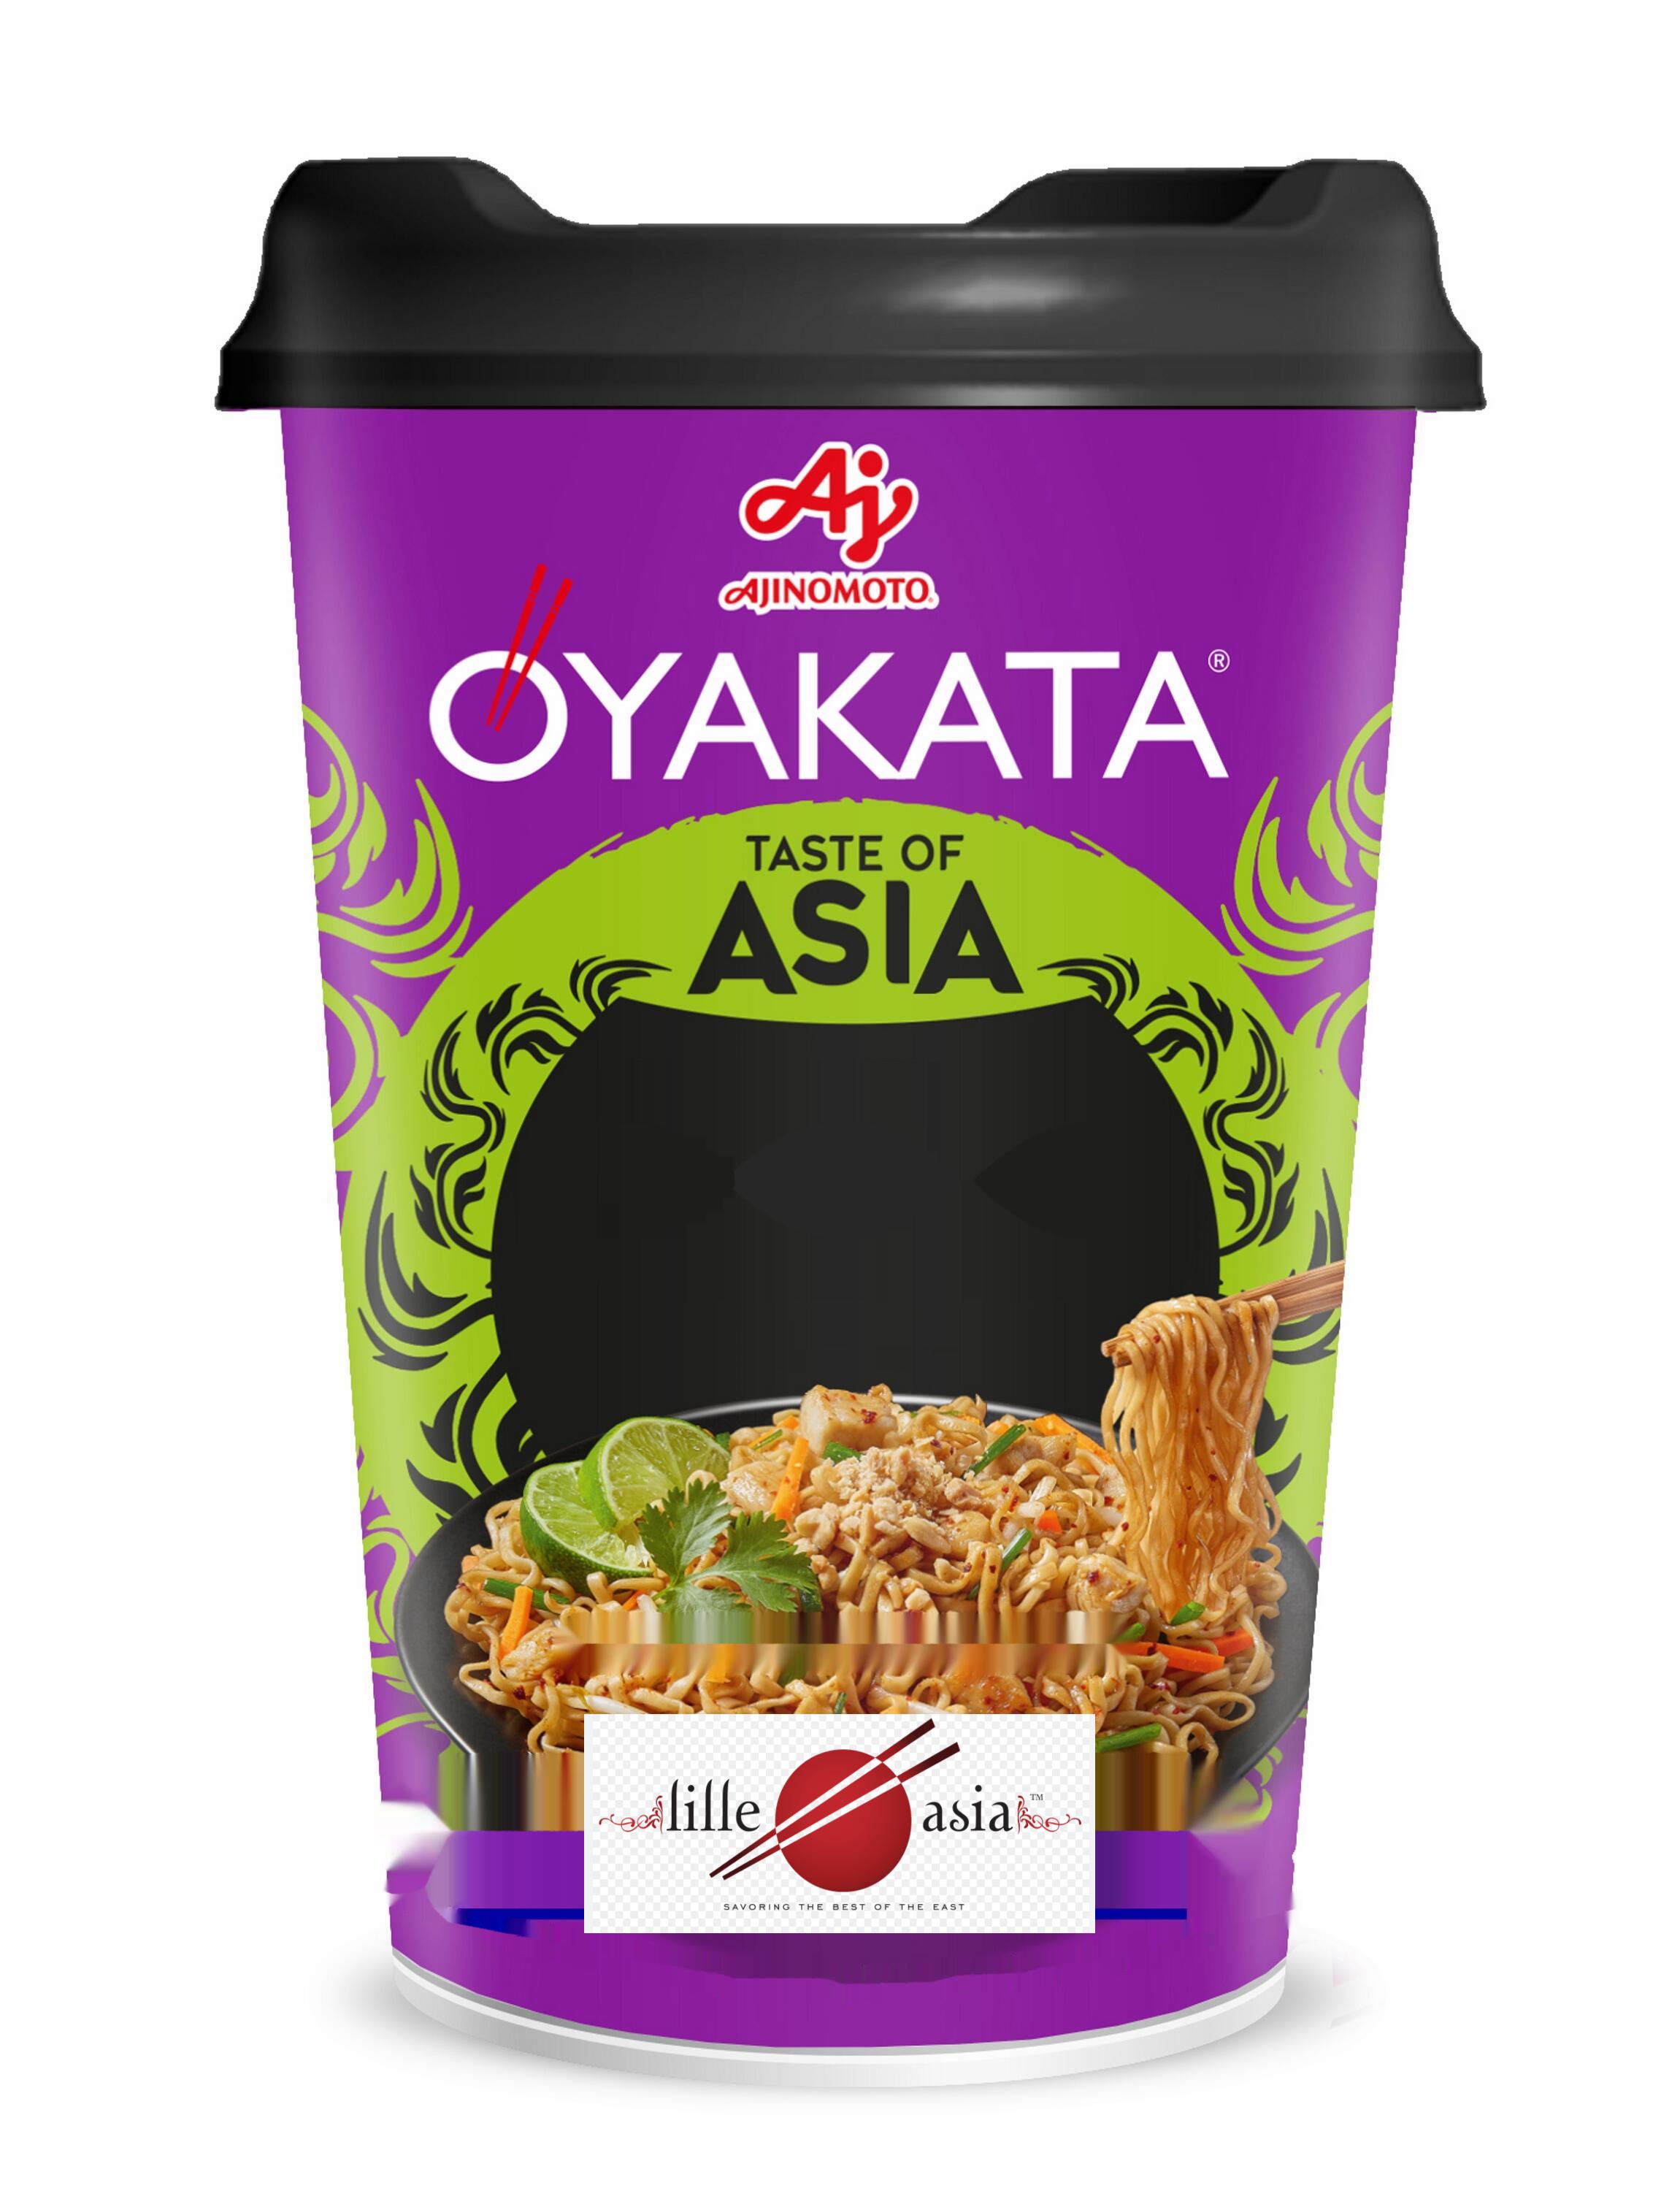 Aj
AJINOMOTO®
OYAKATA®
TASTE OF
ASIA
lille asia™
SAVORING THE BEST OF THE EAST